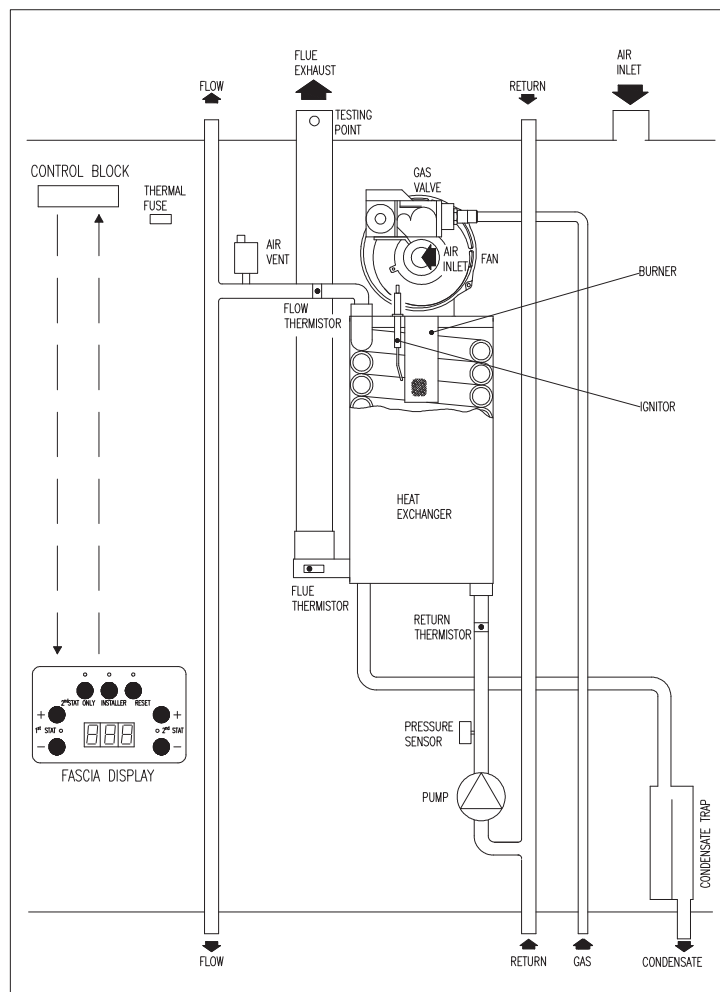 FLUE
EXHAUST
AIR
INLET
FLOW
RETURN
TESTING
POINT
CONTROL BLOCK
THERMAL
FUSE
GAS
VALVE
AIR
VENT
AIR
INLET
FAN
BURNER
FLOW
THERMISTOR
IGNITOR
HEAT
EXCHANGER
FLUE
THERMISTOR
RETURN
THERMISTOR
2nd STAT ONLY
INSTALLER
RESET
+
+
1st STAT
2nd STAT
888
−
−
PRESSURE
SENSOR
FASCIA DISPLAY
PUMP
CONDENSATE TRAP
FLOW
RETURN
GAS
CONDENSATE